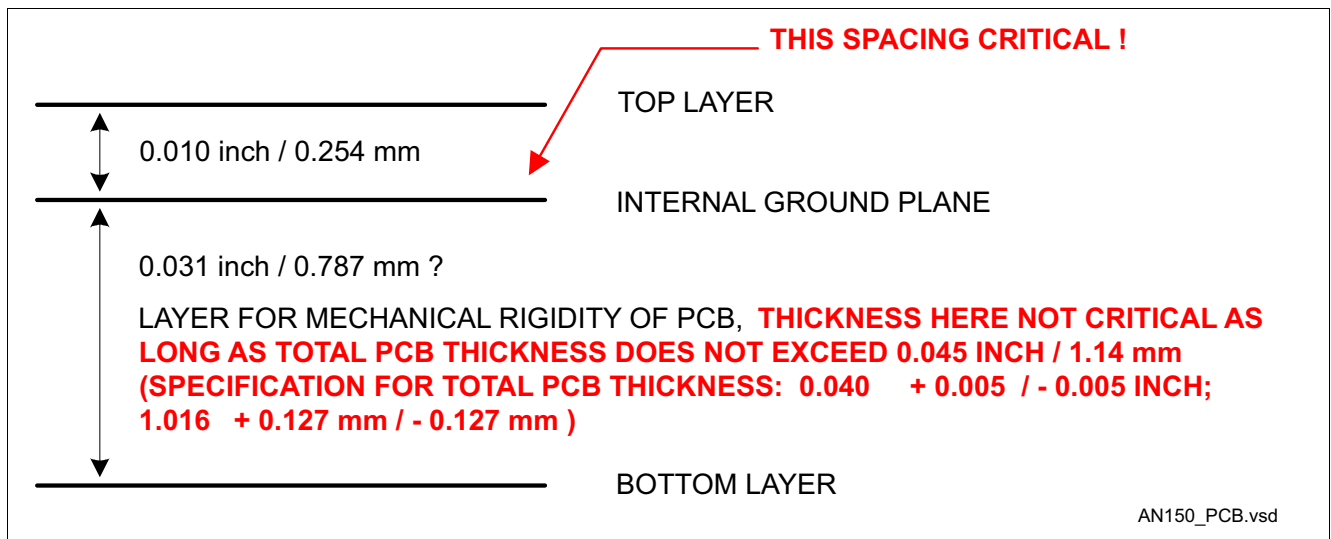 THIS SPACING CRITICAL !
TOP LAYER
0.010 inch / 0.254 mm
INTERNAL GROUND PLANE
0.031 inch / 0.787 mm ?
LAYER FOR MECHANICAL RIGIDITY OF PCB, THICKNESS HERE NOT CRITICAL AS
LONG AS TOTAL PCB THICKNESS DOES NOT EXCEED 0.045 INCH / 1.14 mm
(SPECIFICATION FOR TOTAL PCB THICKNESS: 0.040 + 0.005 / - 0.005 INCH;
1.016 + 0.127 mm / - 0.127 mm )
BOTTOM LAYER
AN150_PCB.vsd